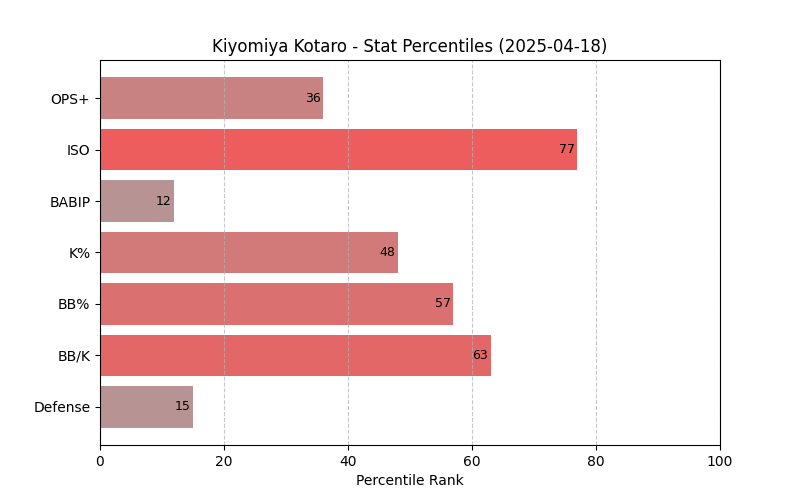 Kiyomiya Kotaro - Stat Percentiles (2025-04-18)
OPS+ 36
ISO 77
BABIP 12
K% 48
BB% 57
BB/K 63
Defense 15
0 20 40 60 80 100
Percentile Rank